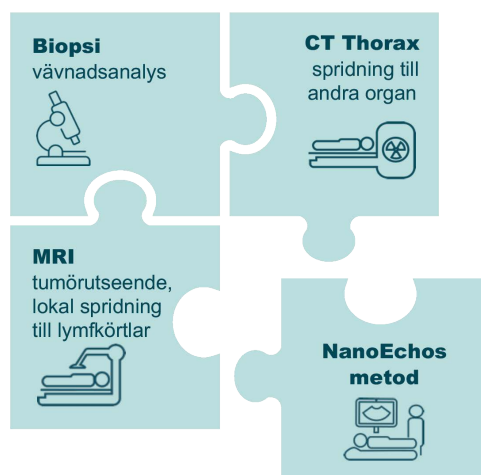 Biopsi
vävnadsanalys
CT Thorax
spridning till
andra organ
MRI
tumörutseende,
lokal spridning
till lymfkörtlar
NanoEchos
metod